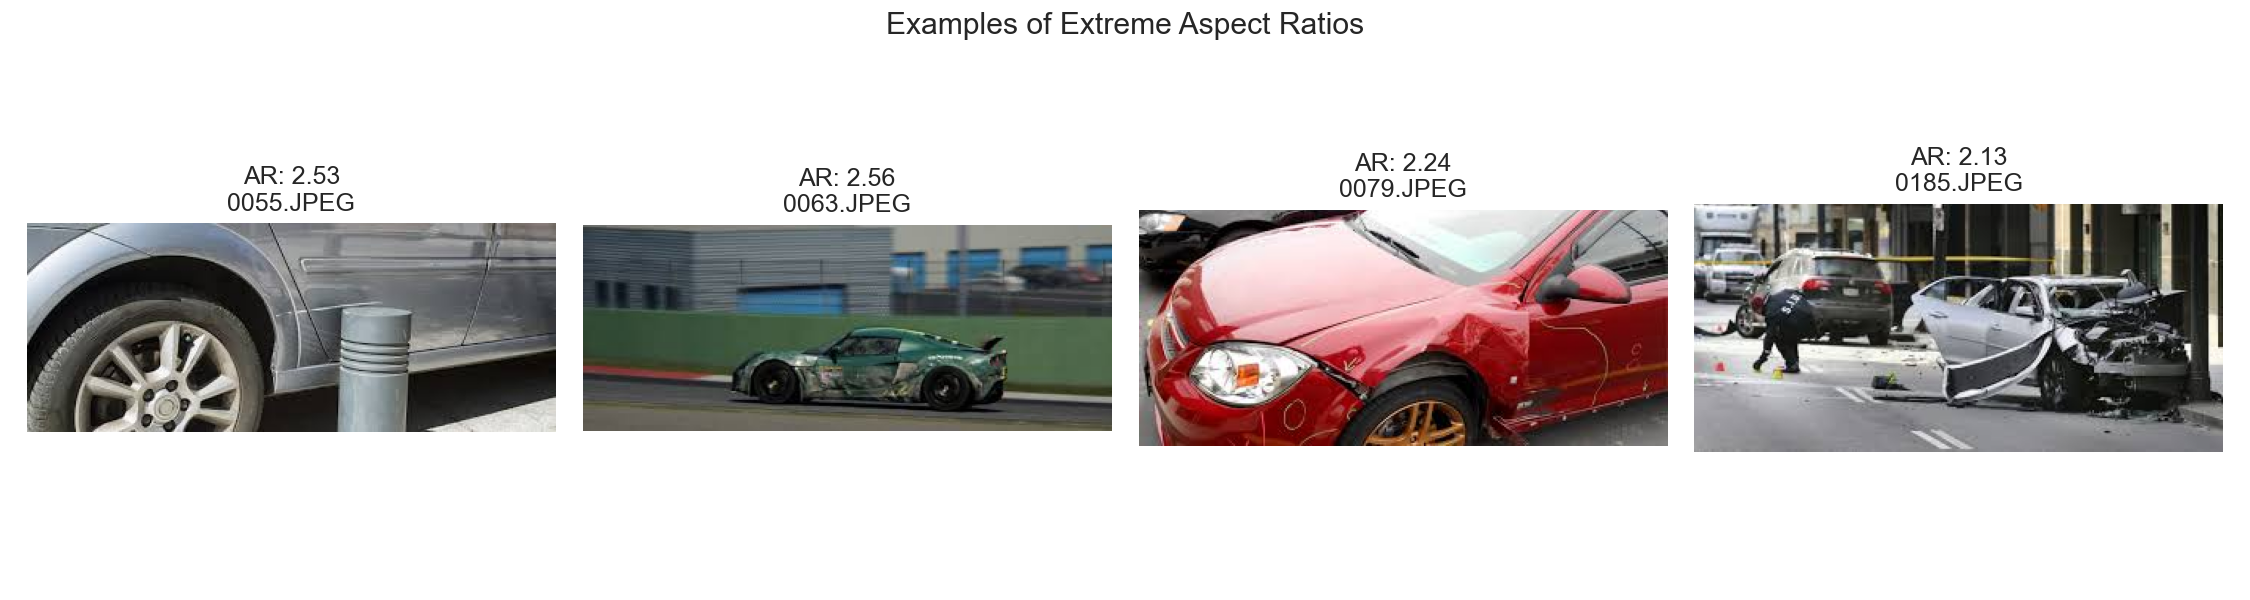 Examples of Extreme Aspect Ratios
AR: 2.53
0055.JPEG
AR: 2.56
0063.JPEG
AR: 2.24
0079.JPEG
AR: 2.13
0185.JPEG